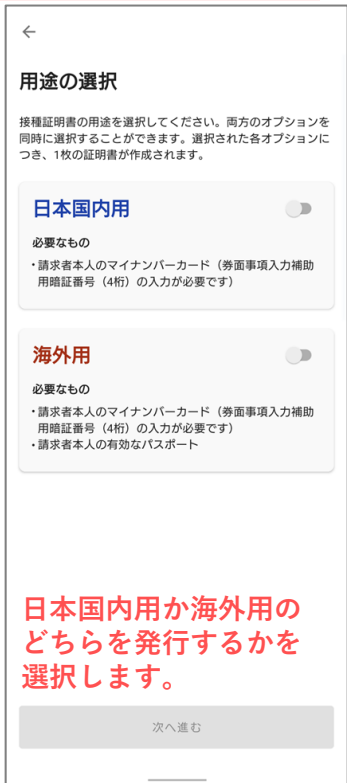 用途の選択
接種証明書の用途を選択してください。両方のオプションを
同時に選択することができます。選択された各オプションに
つき、1枚の証明書が作成されます。
日本国内用
必要なもの
・請求者本人のマイナンバーカード（券面事項入力補助
用暗証番号（4桁）の入力が必要です）
海外用
必要なもの
・請求者本人のマイナンバーカード（券面事項入力補助
用暗証番号（4桁）の入力が必要です）
・請求者本人の有効なパスポート
日本国内用か海外用の
どちらを発行するかを
選択します。
次へ進む